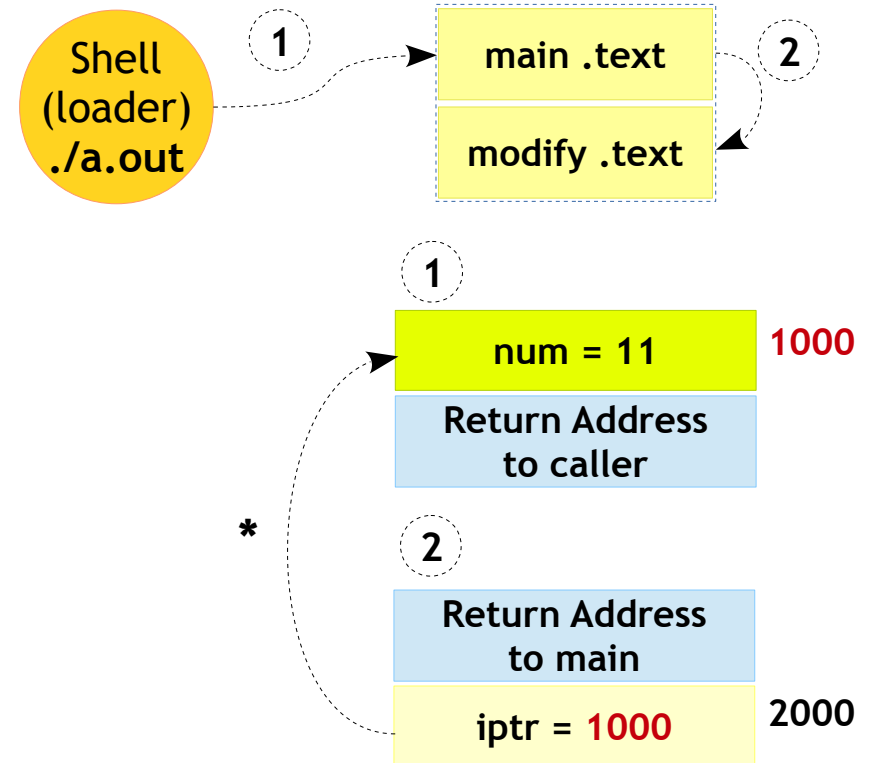 Shell
(loader)
./a.out
1
main .text
2
modify .text
1
num = 11
1000
Return Address
to caller
*
2
Return Address
to main
iptr = 1000
2000